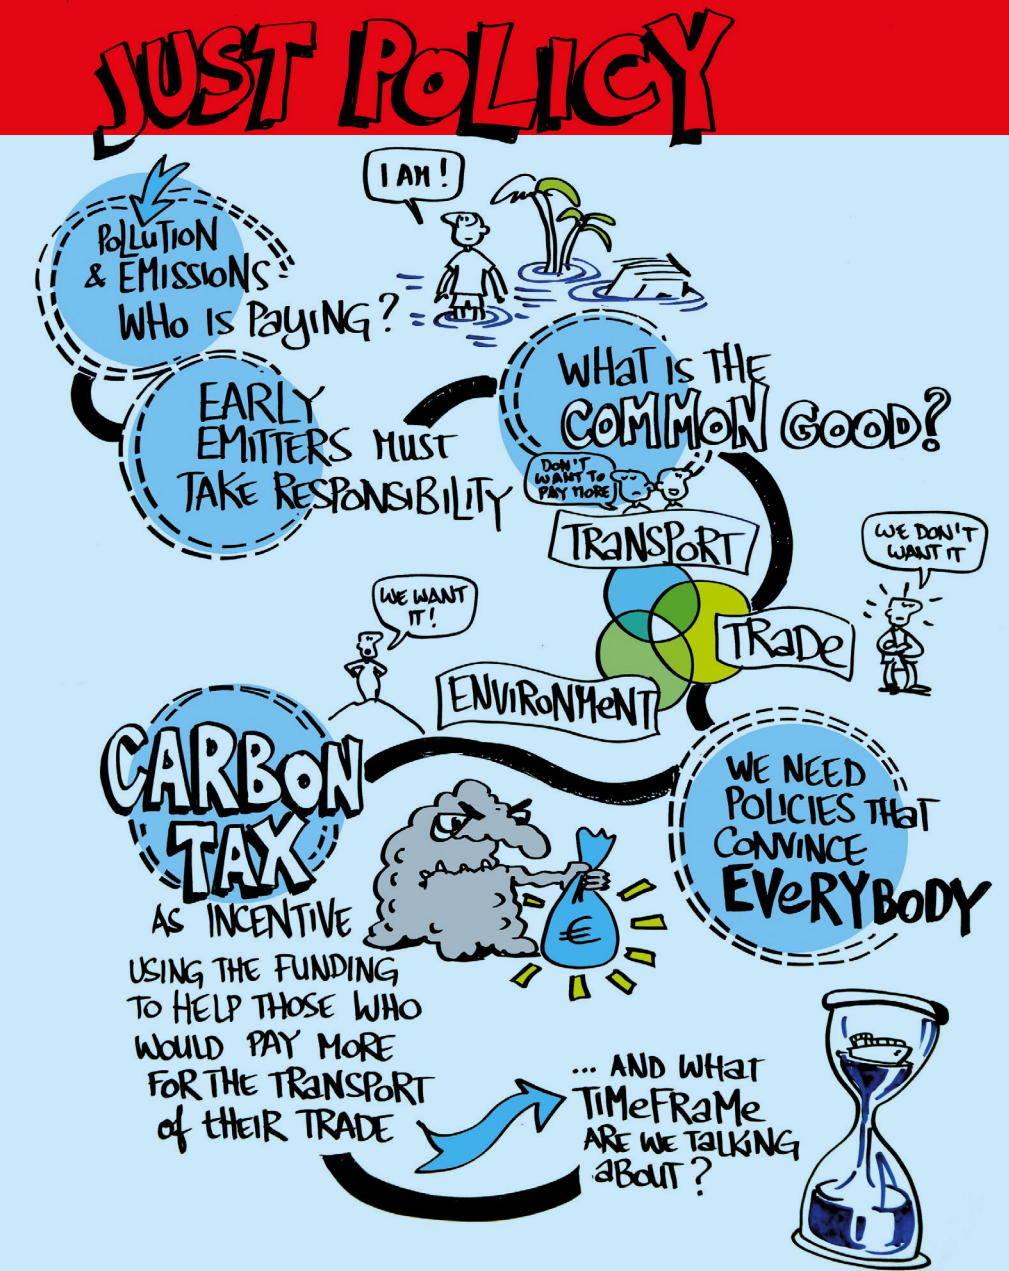 JUST POLICY
I AM!
POLLUTION
& EMISSIONS
WHO IS PAYING?
EARLY
EMITTERS MUST
TAKE RESPONSIBILITY
WHAT IS THE
COMMON GOOD?
DON'T
WANT TO
PAY MORE
TRANSPORT
WE DON'T
WANT IT
TRADE
WE WANT
IT!
ENVIRONMENT
WE NEED
POLICIES THAT
CONVINCE
EVERYBODY
CARBON
TAX
AS INCENTIVE
€
USING THE FUNDING
TO HELP THOSE WHO
WOULD PAY MORE
FOR THE TRANSPORT
of THEIR TRADE
... AND WHAT
TIMEFRAME
ARE WE TALKING
ABOUT?